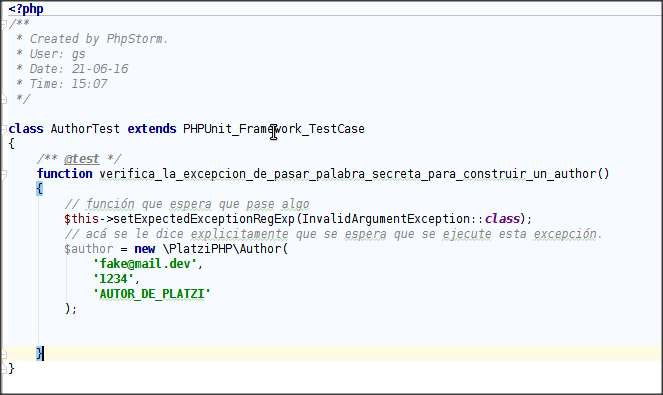 <?php
/**
 * Created by PhpStorm.
 * User: gs
 * Date: 21-06-16
 * Time: 15:07
 */
class AuthorTest extends PHPUnit_Framework_TestCase
{
/** @test */
function verifica_la_excepcion_de_pasar_palabra_secreta_para_construir_un_author()
{
// función que espera que pase algo
$this->setExpectedExceptionRegExp(InvalidArgumentException::class);
// acá se le dice explicitamente que se espera que se ejecute esta excepción.
$author = new \PlatziPHP\Author(
'fake@mail.dev',
'1234',
'AUTOR_DE_PLATZI'
);
}
}